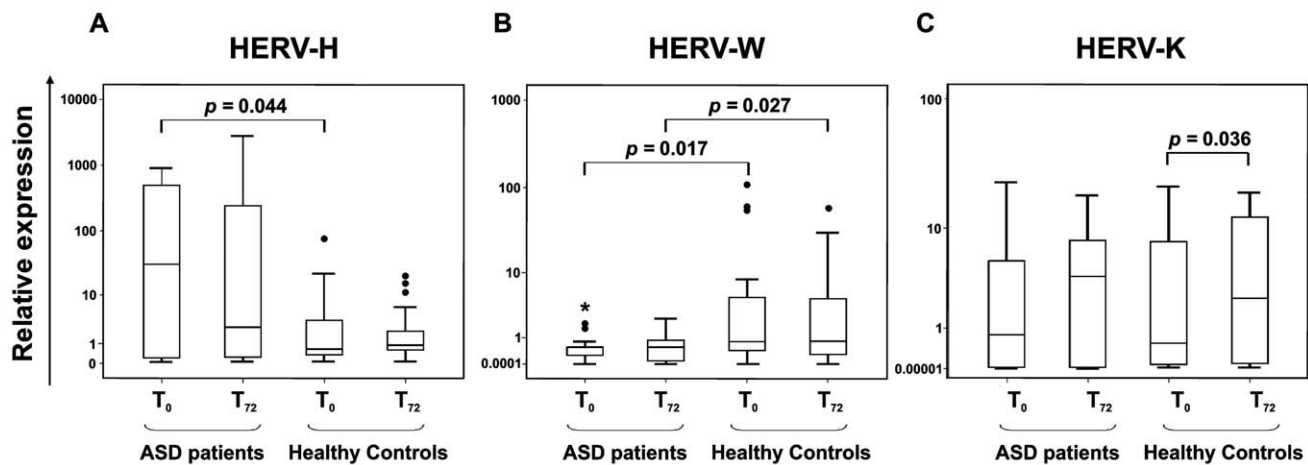 A
HERV-H
B
HERV-W
C
HERV-K
Relative expression
10000
1000
100
10
1
0
p = 0.044
1000
100
10
1
0.0001
p = 0.027
p = 0.017
*
100
10
1
0.00001
p = 0.036
T0 T72 T0 T72
ASD patients Healthy Controls
T0 T72 T0 T72
ASD patients Healthy Controls
T0 T72 T0 T72
ASD patients Healthy Controls